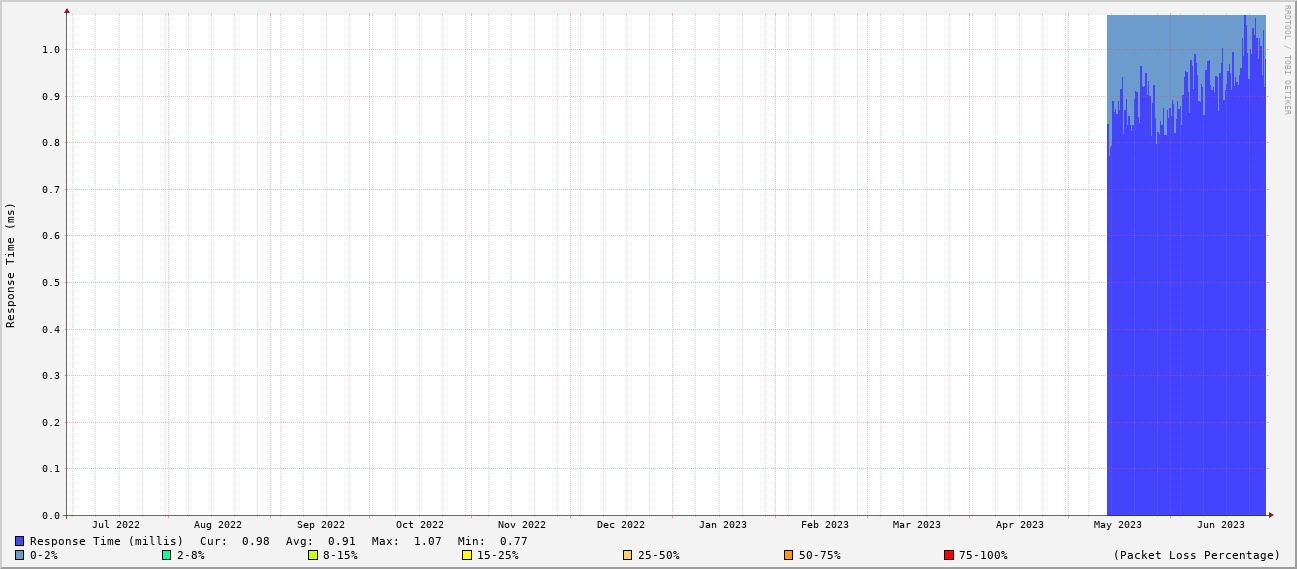 RRDTOOL / TOBI OETIKER
Response Time (ms)
1.0
0.9
0.8
0.7
0.6
0.5
0.4
0.3
0.2
0.1
0.0
Jul 2022 Aug 2022 Sep 2022 Oct 2022 Nov 2022 Dec 2022 Jan 2023 Feb 2023 Mar 2023 Apr 2023 May 2023 Jun 2023
Response Time (millis) Cur: 0.98 Avg: 0.91 Max: 1.07 Min: 0.77
0-2% 2-8% 8-15% 15-25% 25-50% 50-75% 75-100% (Packet Loss Percentage)